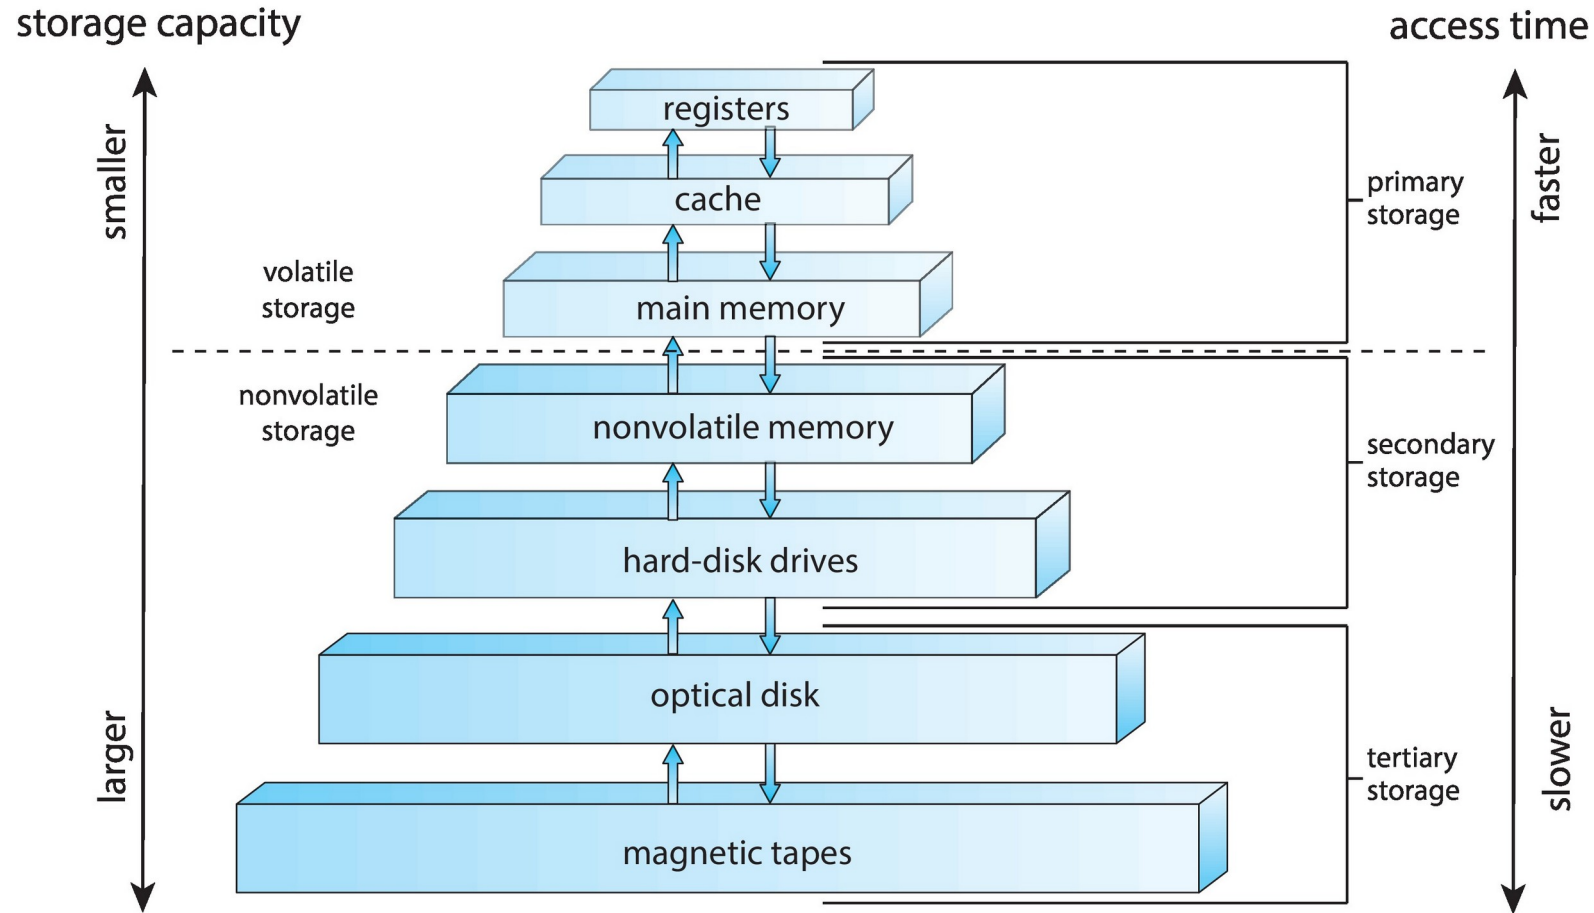 storage capacity
access time
registers
smaller
faster
primary
storage
cache
volatile
storage
main memory
nonvolatile
storage
nonvolatile memory
secondary
storage
hard-disk drives
optical disk
larger
slower
tertiary
storage
magnetic tapes